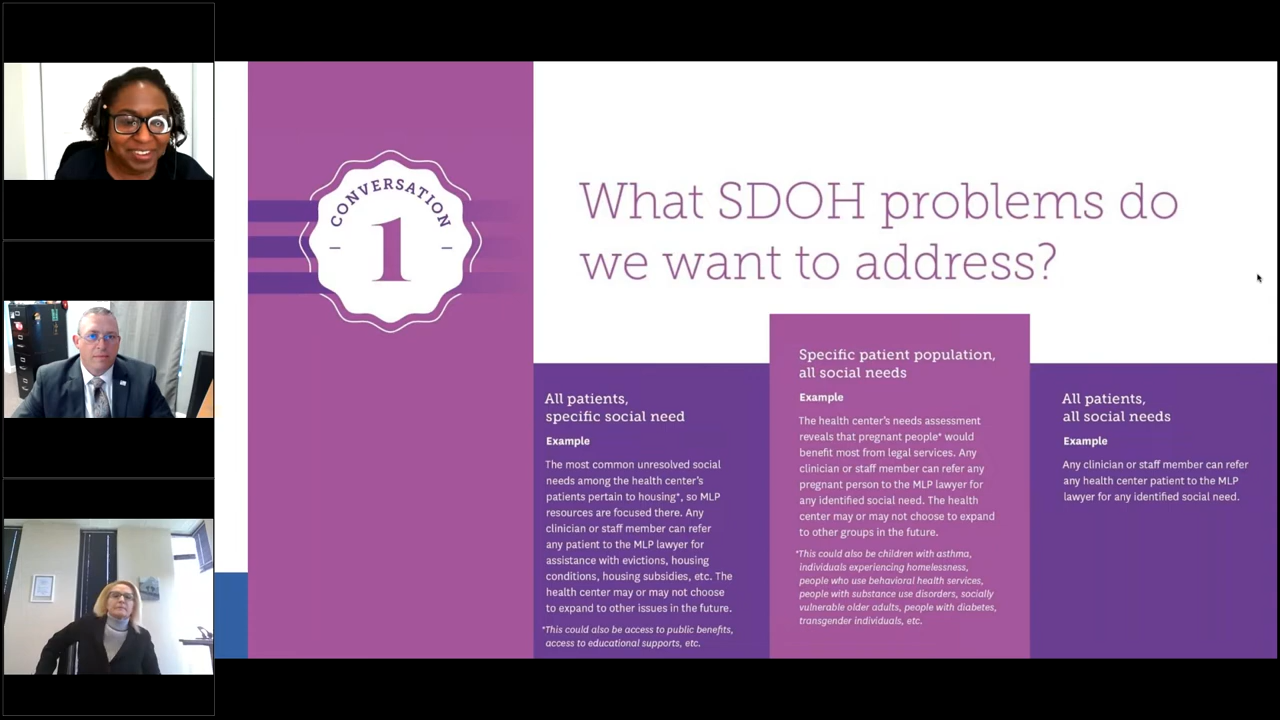 CONVERSATION
1
What SDOH problems do
we want to address?
All patients,
specific social need
Example
The most common unresolved social
needs among the health center's
patients pertain to housing*, so MLP
resources are focused there. Any
clinician or staff member can refer
any patient to the MLP lawyer for
assistance with evictions, housing
conditions, housing subsidies, etc. The
health center may or may not choose
to expand to other issues in the future.
*This could also be access to public benefits,
access to educational supports, etc.
Specific patient population,
all social needs
Example
The health center's needs assessment
reveals that pregnant people* would
benefit most from legal services. Any
clinician or staff member can refer any
pregnant person to the MLP lawyer for
any identified social need. The health
center may or may not choose to expand
to other groups in the future.
*This could also be children with asthma,
individuals experiencing homelessness,
people who use behavioral health services,
people with substance use disorders, socially
vulnerable older adults, people with diabetes,
transgender individuals, etc.
All patients,
all social needs
Example
Any clinician or staff member can refer
any health center patient to the MLP
lawyer for any identified social need.